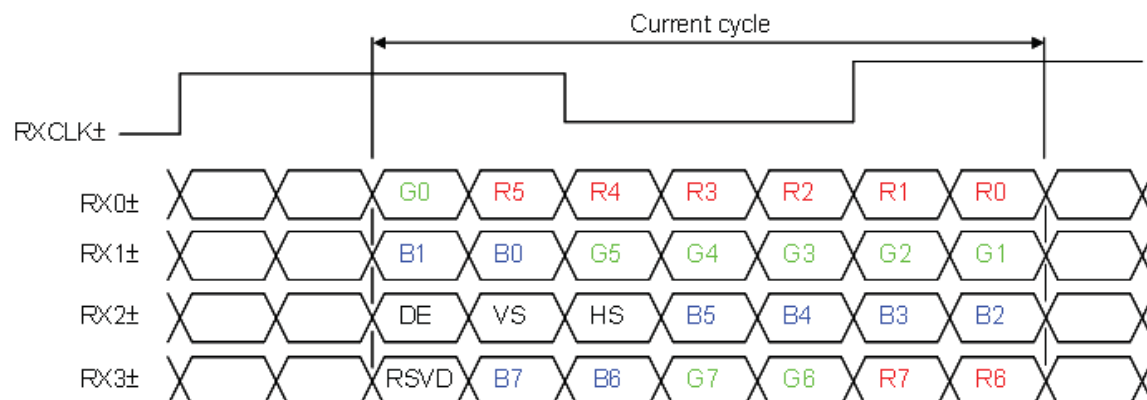 Current cycle
RXCLK±
RX0± G0 R5 R4 R3 R2 R1 R0
RX1± B1 B0 G5 G4 G3 G2 G1
RX2± DE VS HS B5 B4 B3 B2
RX3± RSVD B7 B6 G7 G6 R7 R6